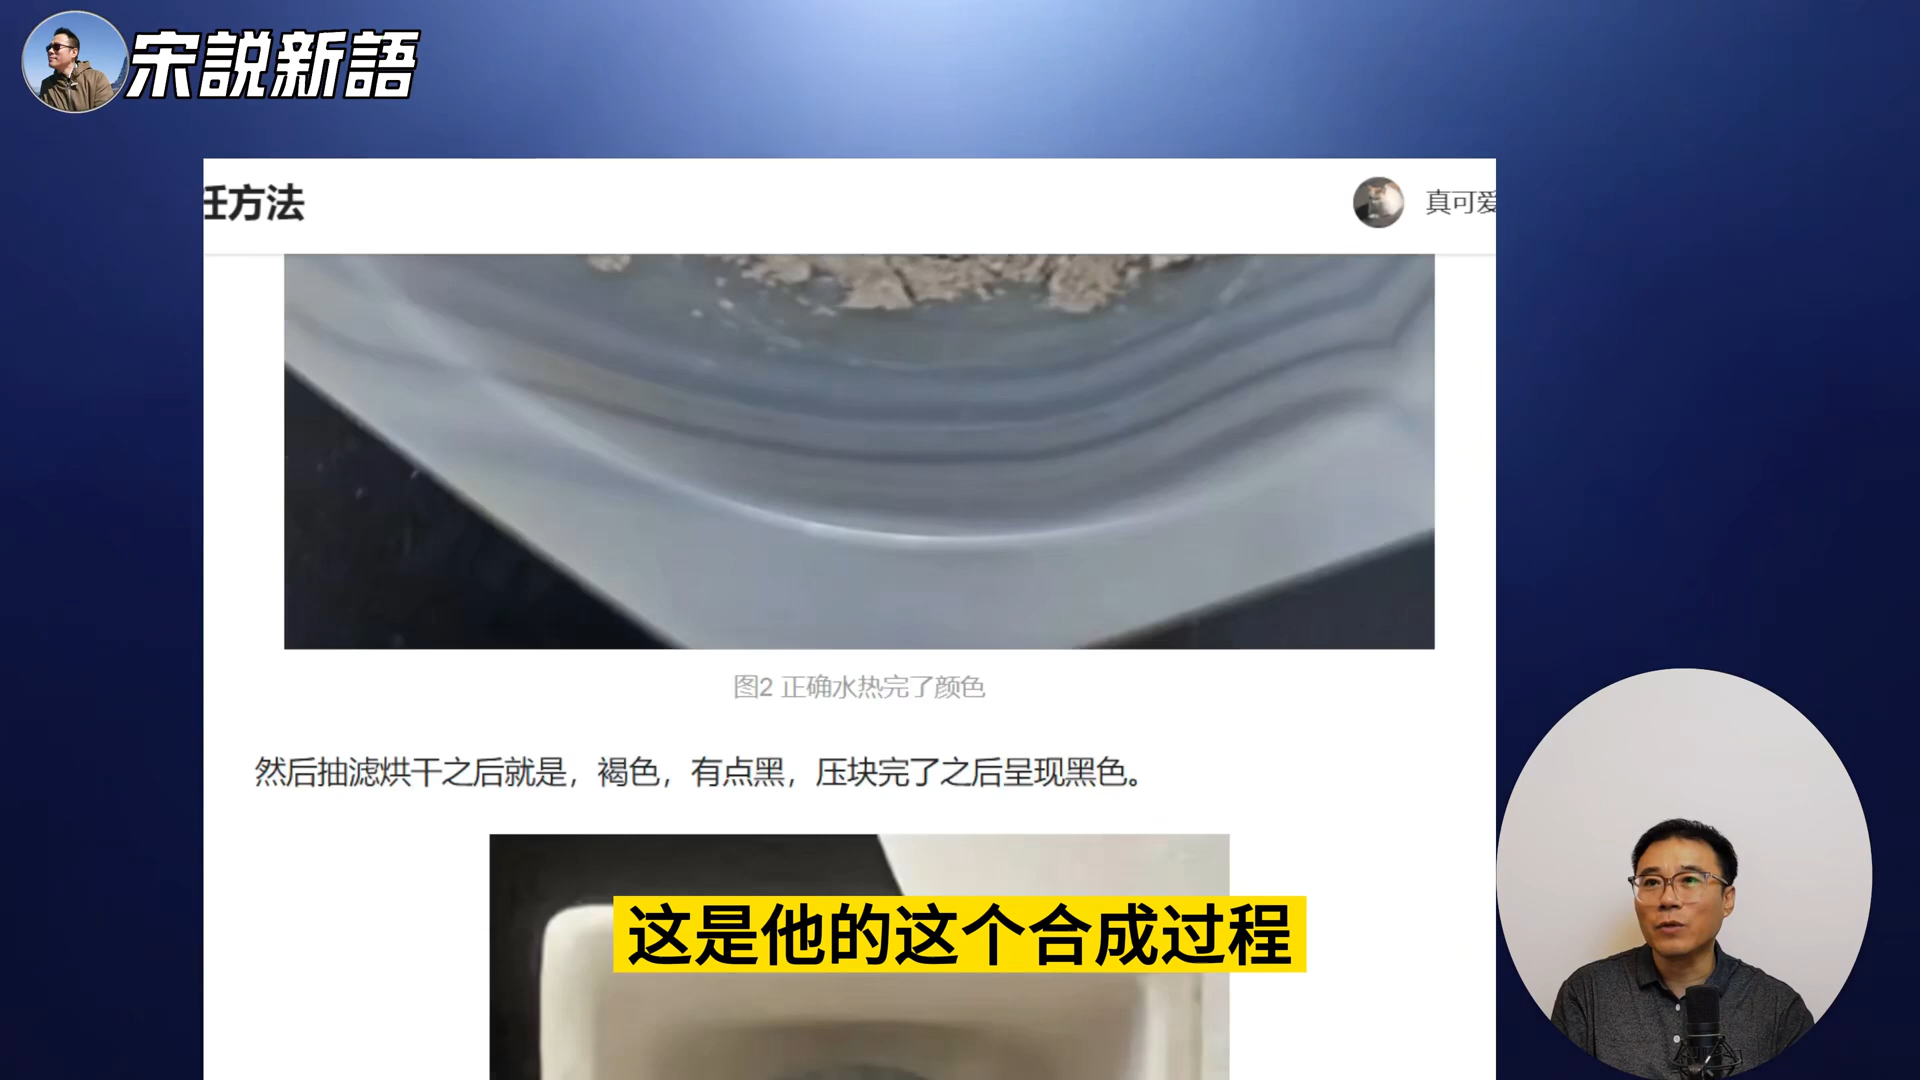 宋説新語
方法
真可爱
图2 正确水热完了颜色
然后抽滤烘干之后就是，褐色，有点黑，压块完了之后呈现黑色。
这是他的这个合成过程